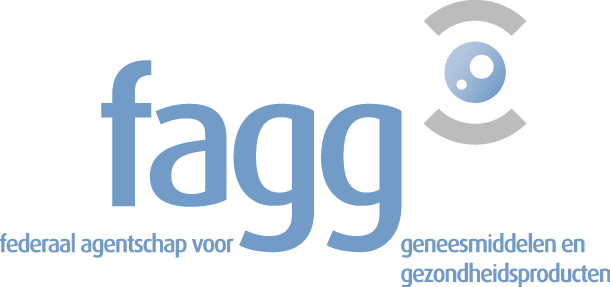 fagg
federaal agentschap voor geneesmiddelen en
gezondheidsproducten